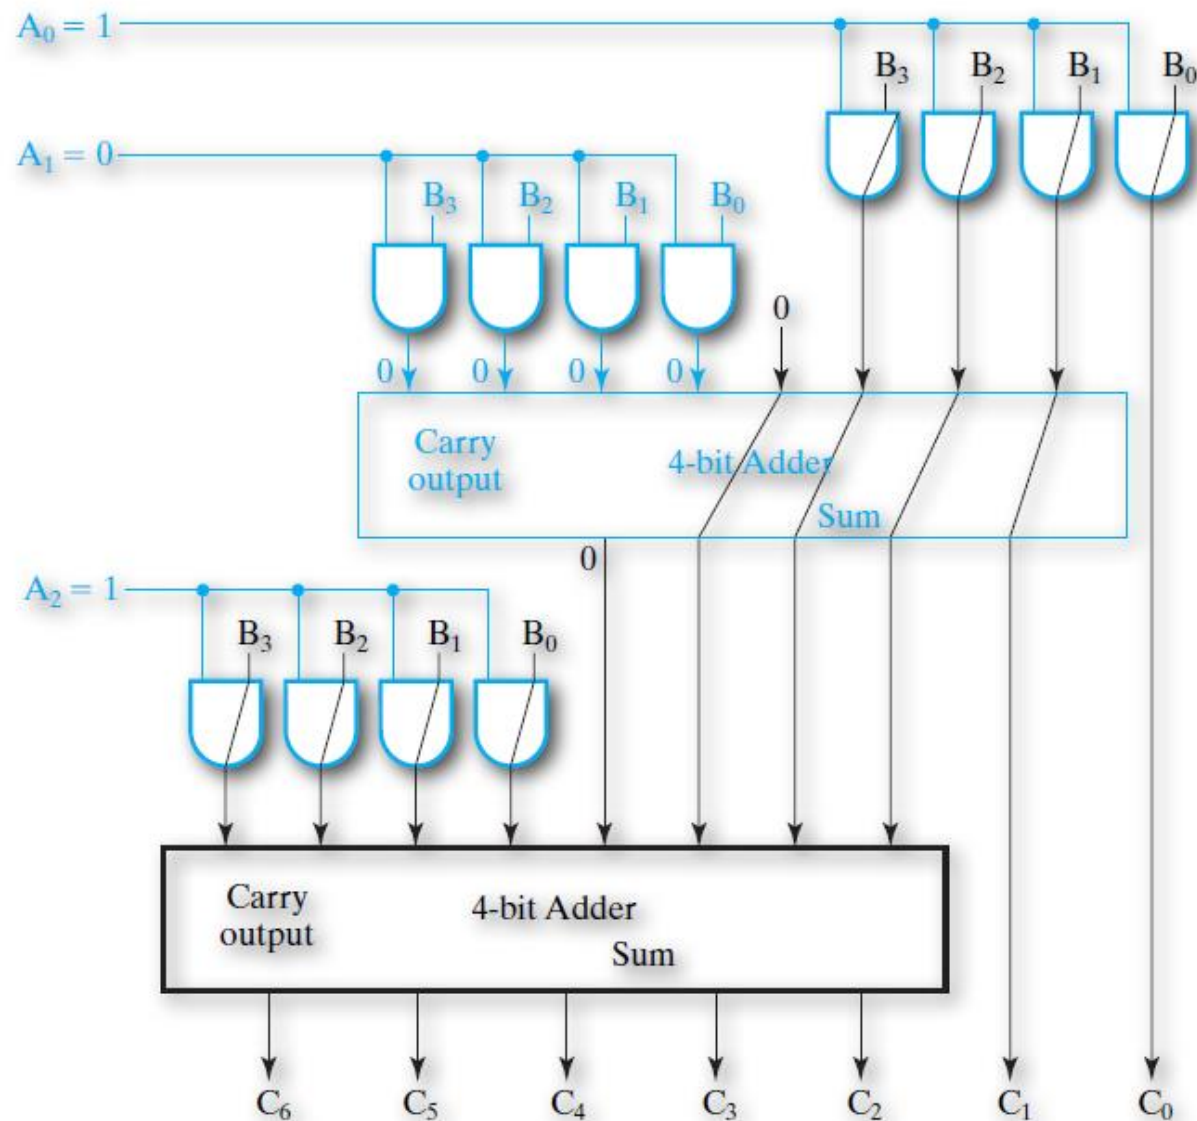 A₀ = 1
B₃ B₂ B₁ B₀
A₁ = 0
B₃ B₂ B₁ B₀
0
0 0 0 0
Carry
output
4-bit Adder
Sum
0
A₂ = 1
B₃ B₂ B₁ B₀
Carry
output
4-bit Adder
Sum
C₆ C₅ C₄ C₃ C₂ C₁ C₀